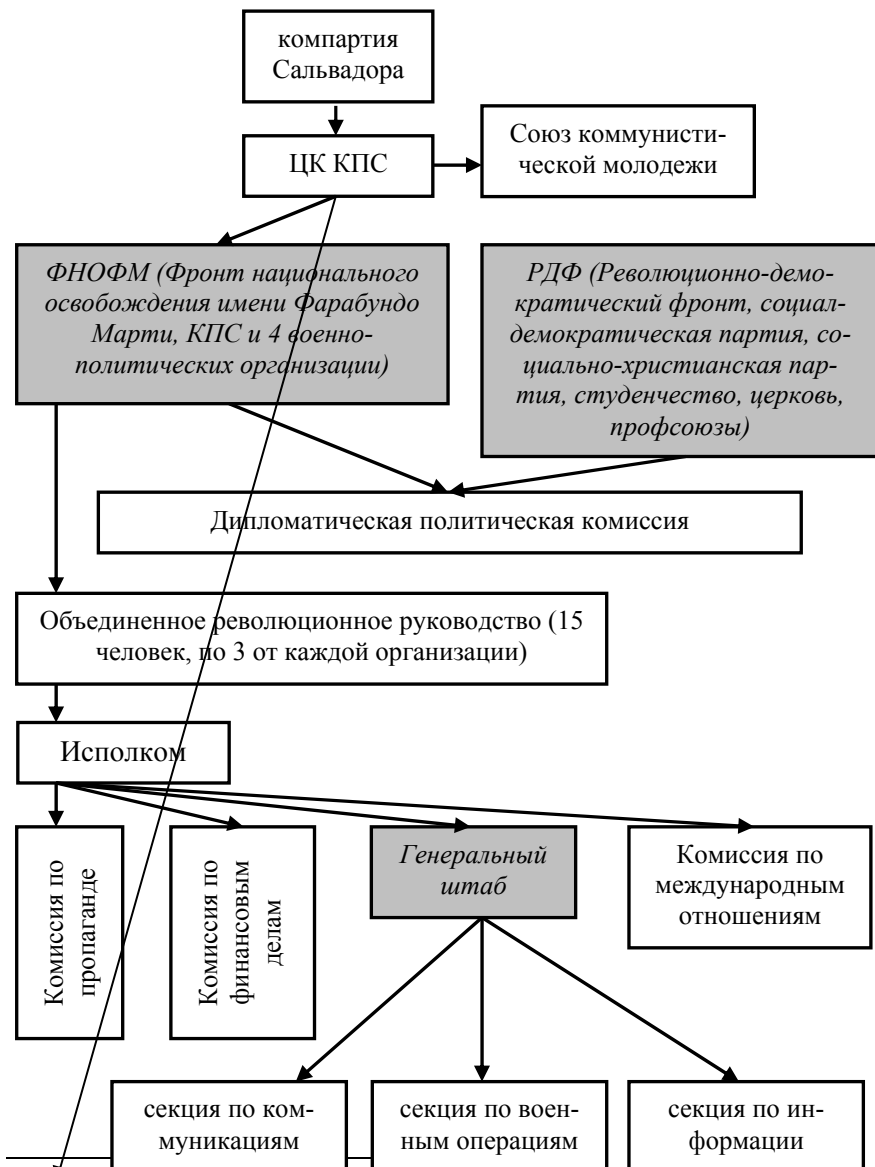 компартия
Сальвадора
ЦК КПС
Союз коммунисти-
ческой молодежи
ФНОФМ (Фронт национального
освобождения имени Фарабундо
Марти, КПС и 4 военно-
политических организации)
РДФ (Революционно-демо-
кратический фронт, социал-
демократическая партия, со-
циально-христианская пар-
тия, студенчество, церковь,
профсоюзы)
Дипломатическая политическая комиссия
Объединенное революционное руководство (15
человек, по 3 от каждой организации)
Исполком
Комиссия по
пропаганде
Комиссия по
финансовым
делам
Генеральный
штаб
Комиссия по
международным
отношениям
секция по ком-
муникациям
секция по воен-
ным операциям
секция по ин-
формации